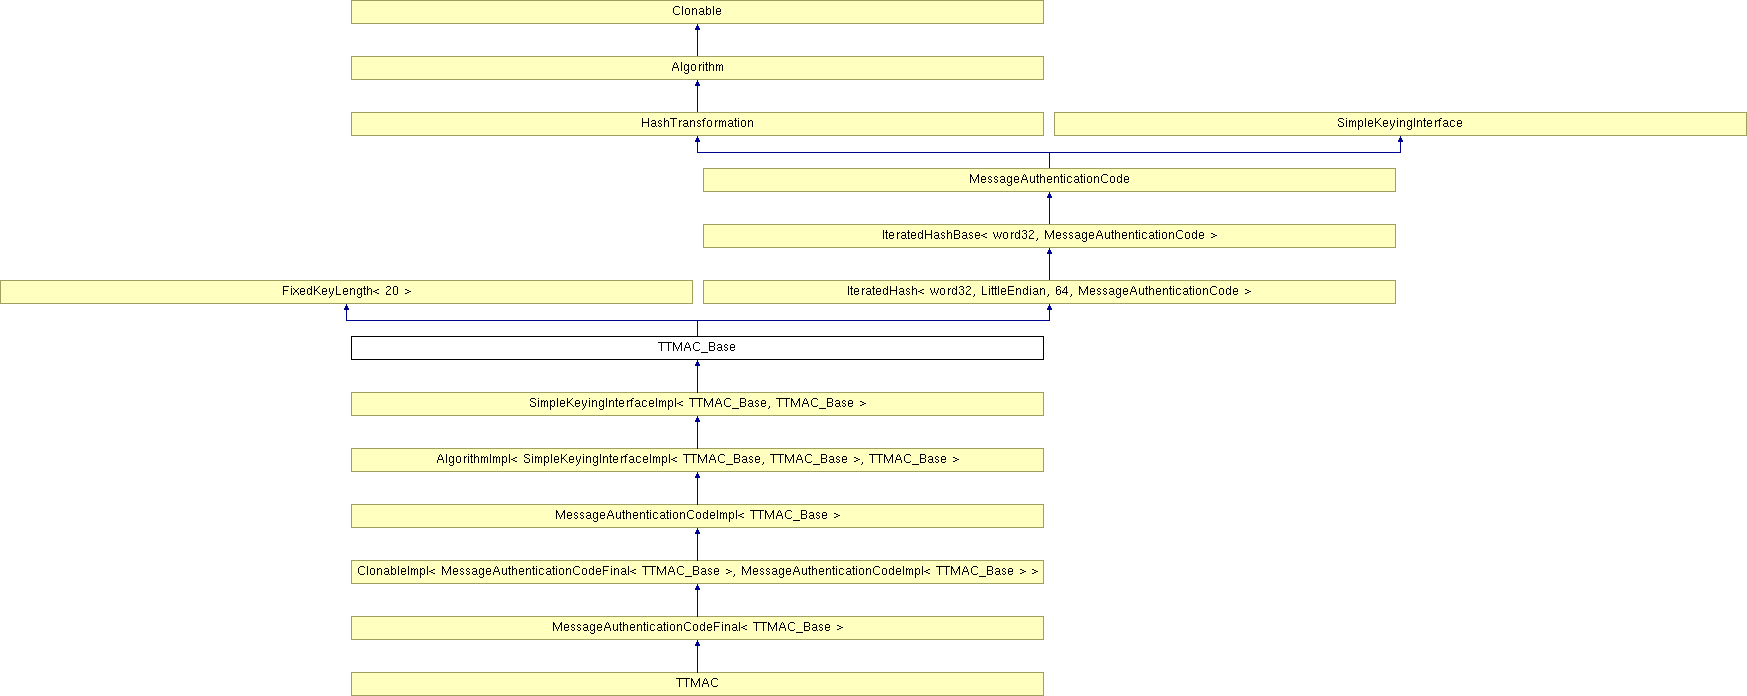 Clonable
Algorithm
HashTransformation
SimpleKeyingInterface
MessageAuthenticationCode
IteratedHashBase< word32, MessageAuthenticationCode >
FixedKeyLength< 20 >
IteratedHash< word32, LittleEndian, 64, MessageAuthenticationCode >
TTMAC_Base
SimpleKeyingInterfaceImpl< TTMAC_Base, TTMAC_Base >
AlgorithmImpl< SimpleKeyingInterfaceImpl< TTMAC_Base, TTMAC_Base >, TTMAC_Base >
MessageAuthenticationCodeImpl< TTMAC_Base >
ClonableImpl< MessageAuthenticationCodeFinal< TTMAC_Base >, MessageAuthenticationCodeImpl< TTMAC_Base > >
MessageAuthenticationCodeFinal< TTMAC_Base >
TTMAC